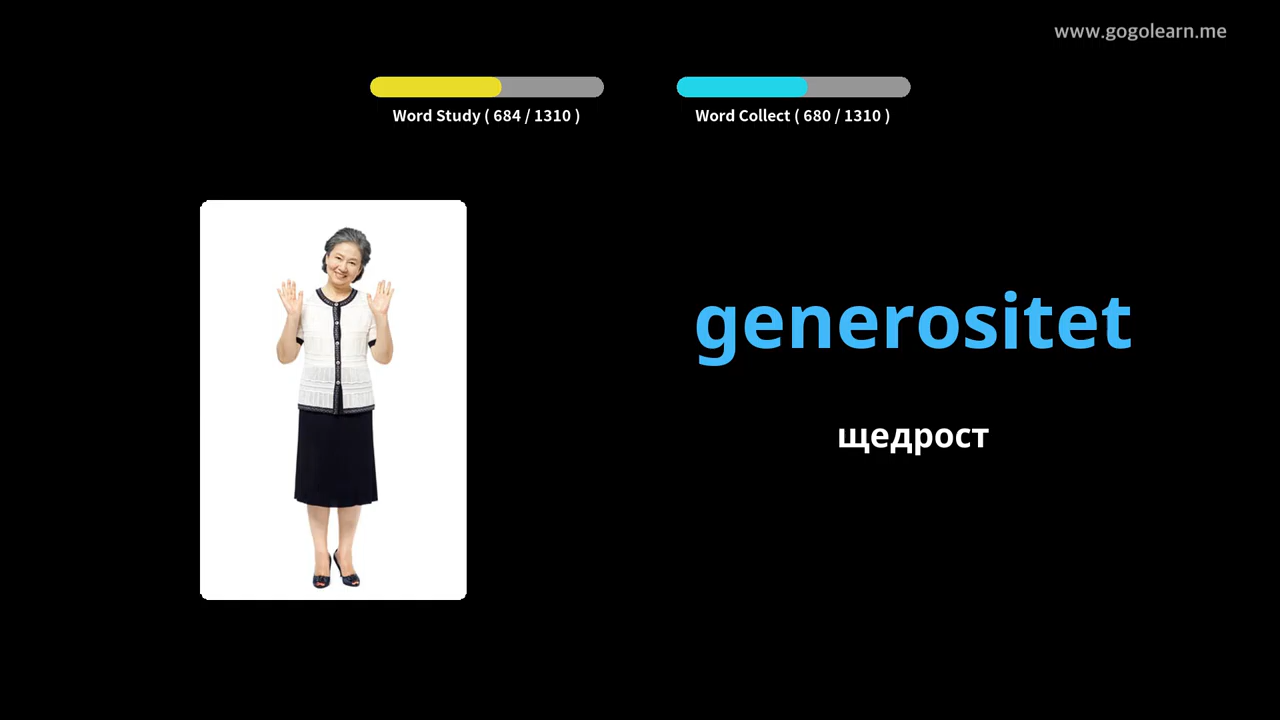 www.gogolearn.me
Word Study ( 684 / 1310 )
Word Collect ( 680 / 1310 )
generositet
щедрост